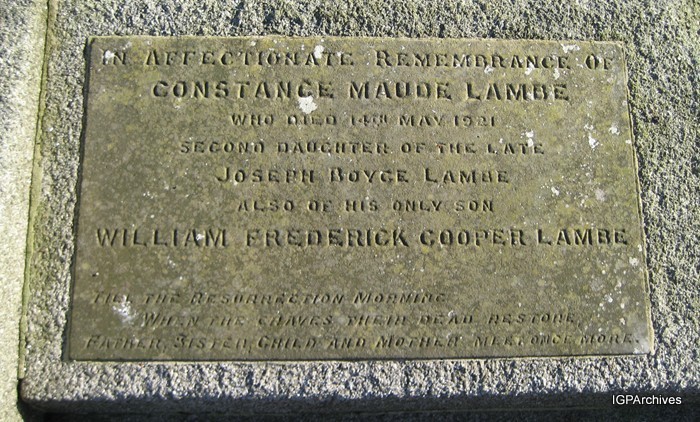 IN AFFECTIONATE REMEMBRANCE OF
CONSTANCE MAUDE LAMBE
WHO DIED 14TH MAY 1921
SECOND DAUGHTER OF THE LATE
JOSEPH BOYCE LAMBE
ALSO OF HIS ONLY SON
WILLIAM FREDERICK COOPER LAMBE
TILL THE RESURRECTION MORNING
WHEN THE GRAVES THEIR DEAD RESTORE,
FATHER, SISTER, CHILD AND MOTHER MEET ONCE MORE.
IGPArchives